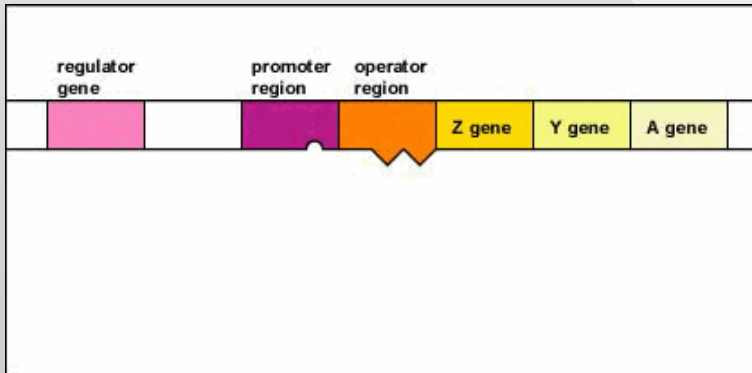 regulator
gene
promoter
region
operator
region
Z gene
Y gene
A gene